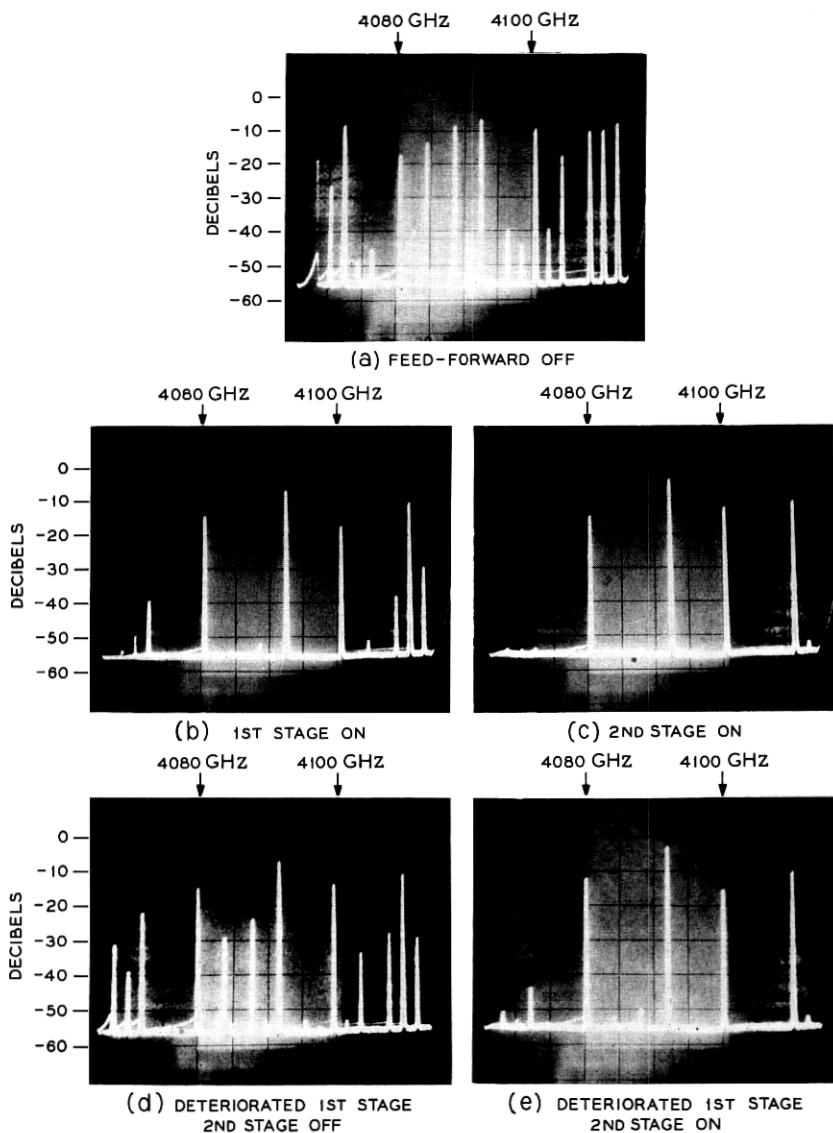 4080 GHz 4100 GHz
0
-10
-20
-30
-40
-50
-60
DECIBELS
(a) FEED-FORWARD OFF
4080 GHz 4100 GHz
4080 GHz 4100 GHz
0
-10
-20
-30
-40
-50
-60
DECIBELS
(b) 1ST STAGE ON
(c) 2ND STAGE ON
4080 GHz 4100 GHz
4080 GHz 4100 GHz
0
-10
-20
-30
-40
-50
-60
DECIBELS
(d) DETERIORATED 1ST STAGE
2ND STAGE OFF
(e) DETERIORATED 1ST STAGE
2ND STAGE ON